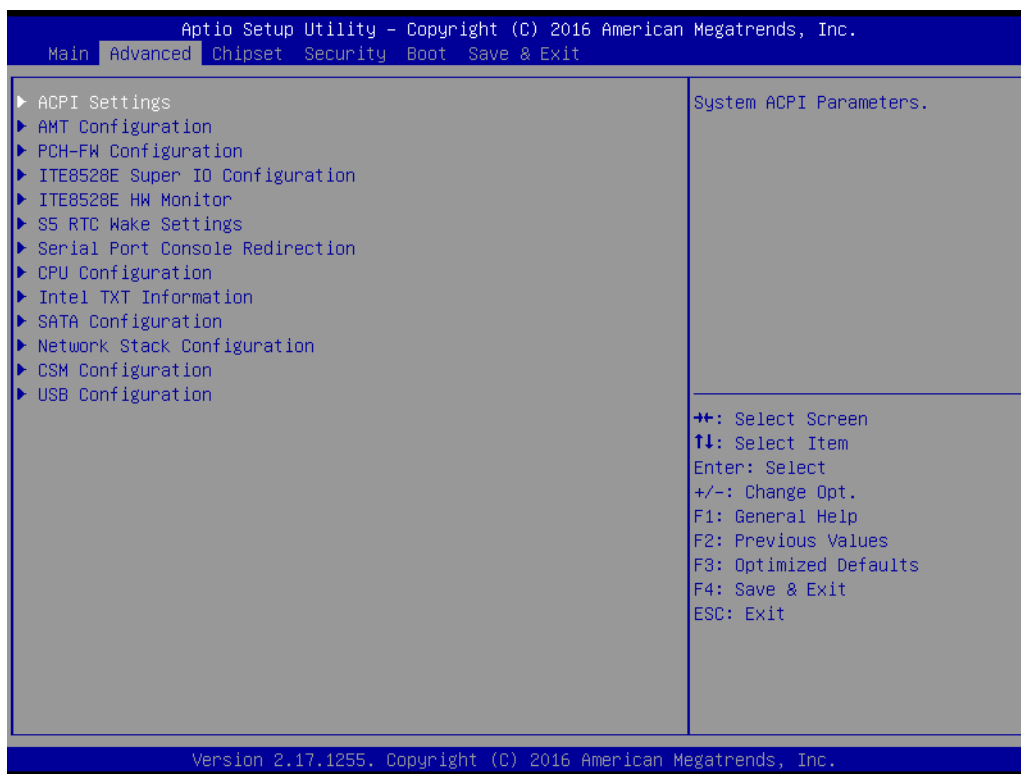 Aptio Setup Utility – Copyright (C) 2016 American Megatrends, Inc.
Main Advanced Chipset Security Boot Save & Exit
▶ ACPI Settings
▶ AMT Configuration
▶ PCH-FW Configuration
▶ ITE8528E Super IO Configuration
▶ ITE8528E HW Monitor
▶ S5 RTC Wake Settings
▶ Serial Port Console Redirection
▶ CPU Configuration
▶ Intel TXT Information
▶ SATA Configuration
▶ Network Stack Configuration
▶ CSM Configuration
▶ USB Configuration
System ACPI Parameters.
→←: Select Screen
↑↓: Select Item
Enter: Select
+/-: Change Opt.
F1: General Help
F2: Previous Values
F3: Optimized Defaults
F4: Save & Exit
ESC: Exit
Version 2.17.1255. Copyright (C) 2016 American Megatrends, Inc.